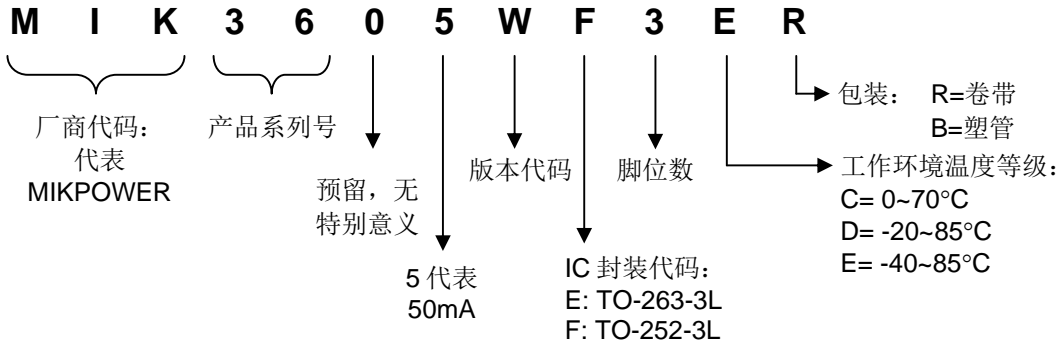 M I K 3 6 0 5 W F 3 E R
厂商代码：
代表
MIKPOWER
产品系列号
预留，无
特别意义
5 代表
50mA
版本代码
IC 封装代码：
E: TO-263-3L
F: TO-252-3L
脚位数
包装： R=卷带
B=塑管
工作环境温度等级：
C= 0~70°C
D= -20~85°C
E= -40~85°C